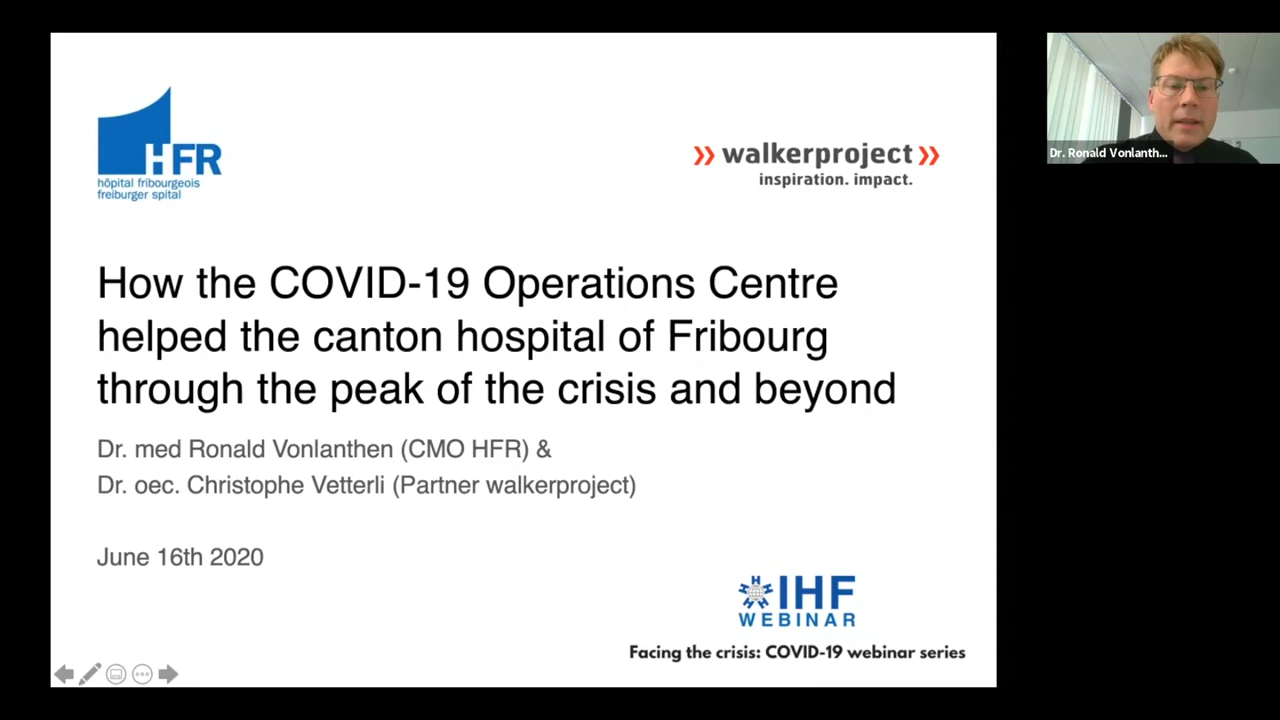 HFR
hôpital fribourgeois
freiburger spital
walkerproject
inspiration. impact.
Dr. Ronald Vonlanth...
How the COVID-19 Operations Centre
helped the canton hospital of Fribourg
through the peak of the crisis and beyond
Dr. med Ronald Vonlanthen (CMO HFR) &
Dr. oec. Christophe Vetterli (Partner walkerproject)
June 16th 2020
IHF
WEBINAR
Facing the crisis: COVID-19 webinar series